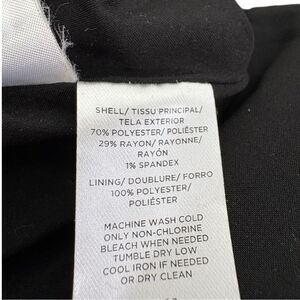 SHELL/ TISSU PRINCIPAL/
TELA EXTERIOR
70% POLYESTER/ POLIÉSTER
29% RAYON/ RAYONNE/
RAYÓN
1% SPANDEX
LINING/ DOUBLURE/ FORRO
100% POLYESTER/
POLIÉSTER
MACHINE WASH COLD
ONLY NON-CHLORINE
BLEACH WHEN NEEDED
TUMBLE DRY LOW
COOL IRON IF NEEDED
OR DRY CLEAN